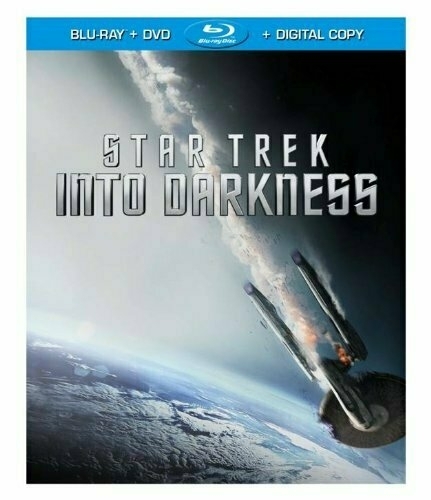 BLU-RAY + DVD
Blu-ray Disc
+ DIGITAL COPY
STAR TREK
INTO DARKNESS